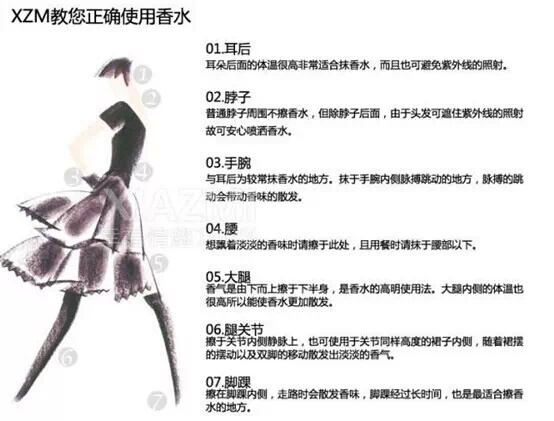 XZM教您正确使用香水
01.耳后
耳朵后面的体温很高非常适合抹香水，而且也可避免紫外线的照射。
02.脖子
普通脖子周围不擦香水，但除脖子后面，由于头发可遮住紫外线的照射
故可安心喷洒香水。
03.手腕
与耳后为较常抹香水的地方。抹于手腕内侧脉搏跳动的地方，脉搏的跳
动会带动香味的散发。
04.腰
想飘着淡淡的香味时请擦于此处，且用餐时请抹于腰部以下。
05.大腿
香气是由下而上擦于下半身，是香水的高明使用法。大腿内侧的体温也
很高所以能使香水更加散发。
06.腿关节
擦于关节内侧静脉上，也可使用于关节同样高度的裙子内侧，随着裙摆
的摆动以及双脚的移动散发出淡淡的香气。
07.脚踝
擦在脚踝内侧，走路时会散发香味，脚踝经过长时间，也是最适合擦香
水的地方。
1
2
3
4
5
6
7